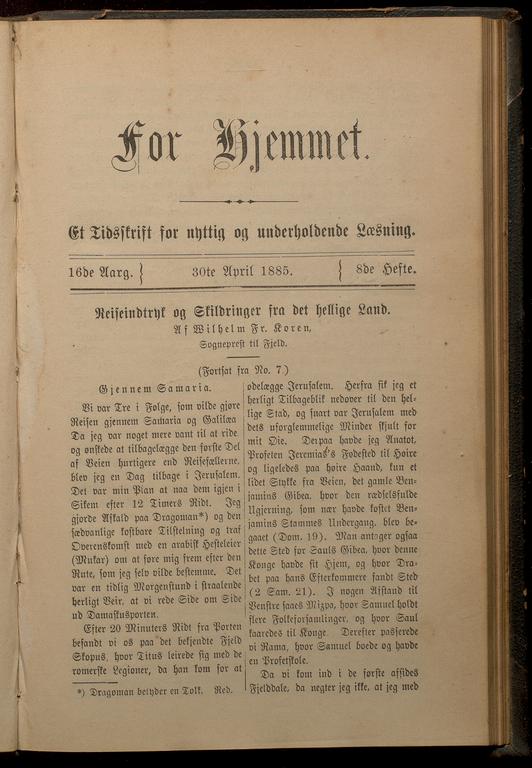 For Hjemmet.
Et Tidsskrift for nyttig og underholdende Læsning.
16de Aarg. } 30te April 1885. } 8de Hefte.
Reiseindtryk og Skildringer fra det hellige Land.
Af Wilhelm Fr. Koren,
Sogneprest til Fjeld.
(Fortsat fra No. 7.)
Gjennem Samaria.
Vi var Tre i Følge, som vilde gjøre
Reisen gjennem Samaria og Galilæa
Da jeg var noget mere vant til at ride
og ønskede at tilbagelægge den første Del
af Veien hurtigere end Reisefællerne,
blev jeg en Dag tilbage i Jerusalem.
Det var min Plan at naa dem igjen i
Sikem efter 12 Timers Ridt. Jeg
gjorde Afkald paa Dragoman*) og den
sædvanlige kostbare Tilstelning og traf
Overenskomst med en arabisk Hesteleier
(Mukar) om at føre mig frem efter den
Rute, som jeg selv vilde bestemme. Det
var en tidlig Morgenstund i straalende
herligt Veir, at vi rede Side om Side
ud Damaskusporten.
Efter 20 Minuters Ridt fra Porten
befandt vi os paa det bekjendte Fjeld
Skopus, hvor Titus leirede sig med de
romerske Legioner, da han kom for at
*) Dragoman betyder en Tolk. Red.
ødelægge Jerusalem. Herfra fik jeg et
herligt Tilbageblik nedover til den hel-
lige Stad, og snart var Jerusalem med
dets uforglemmelige Minder skjult for
mit Øie. Derpaa havde jeg Anatot,
Profeten Jeremias's Fødested til Høire
og ligeledes paa høire Haand, kun et
lidet Stykke fra Veien, det gamle Ben-
jamins Gibea, hvor den rædselsfulde
Ugjerning, som nær havde kostet Ben-
jamins Stammes Undergang, blev be-
gaaet (Dom. 19). Man antager ogsaa
dette Sted for Sauls Gibea, hvor denne
Konge havde sit Hjem, og hvor Dra-
bet paa hans Efterkommere fandt Sted
(2 Sam. 21). I nogen Afstand til
Venstre saaes Mizpa, hvor Samuel holdt
flere Folkeforsamlinger, og hvor Saul
kaaredes til Konge. Derefter passerede
vi Rama, hvor Samuel boede og havde
en Profetskole.
Da vi kom ind i de første affides
Fjelddale, da negter jeg ikke, at jeg med